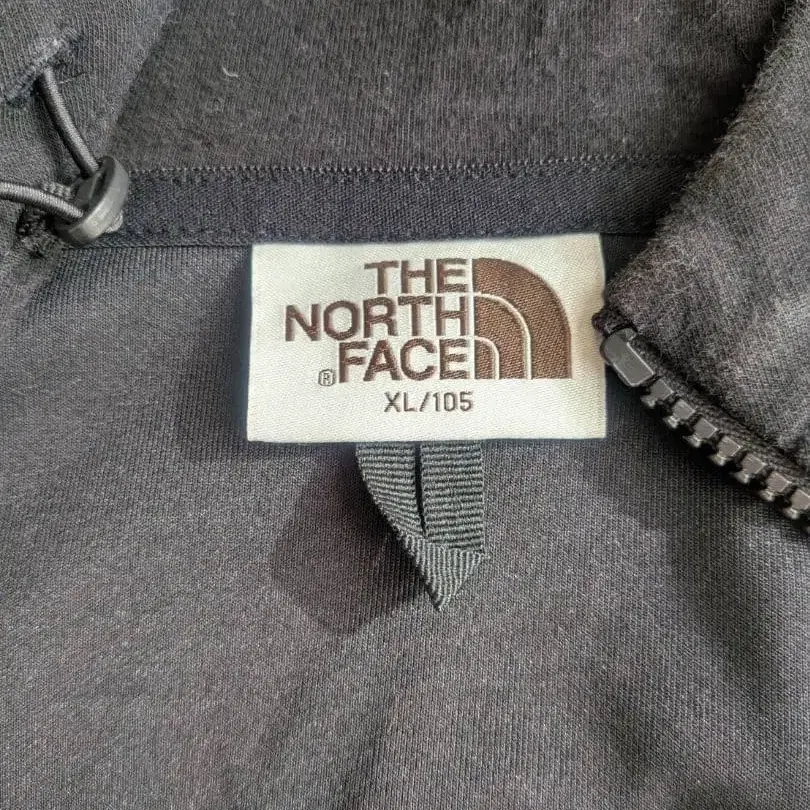 THE
NORTH
® FACE
XL/105